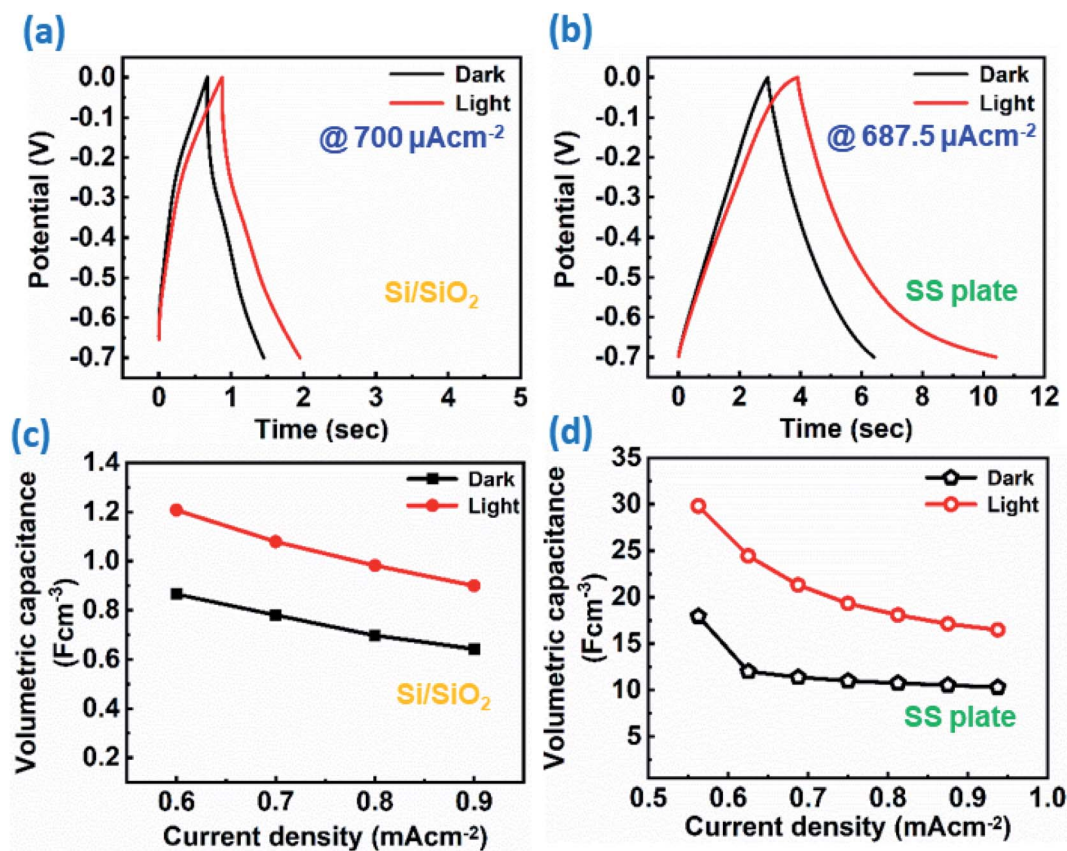 (a)
0.0
-0.1
-0.2
-0.3
-0.4
-0.5
-0.6
-0.7
Potential (V)
Dark
Light
@ 700 μAcm-2
Si/SiO2
0 1 2 3 4 5
Time (sec)
(b)
0.0
-0.1
-0.2
-0.3
-0.4
-0.5
-0.6
-0.7
Potential (V)
Dark
Light
@ 687.5 μAcm-2
SS plate
0 2 4 6 8 10 12
Time (sec)
(c)
1.4
1.2
1.0
0.8
0.6
0.4
0.2
Volumetric capacitance
(Fcm-3)
Dark
Light
Si/SiO2
0.6 0.7 0.8 0.9
Current density (mAcm-2)
(d)
35
30
25
20
15
10
5
Volumetric capacitance
(Fcm-3)
Dark
Light
SS plate
0.5 0.6 0.7 0.8 0.9 1.0
Current density (mAcm-2)